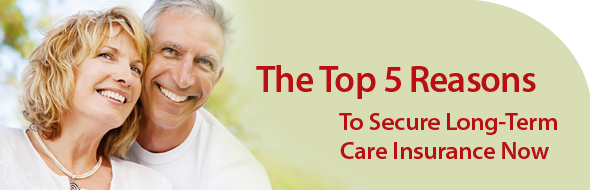 The Top 5 Reasons
To Secure Long-Term
Care Insurance Now